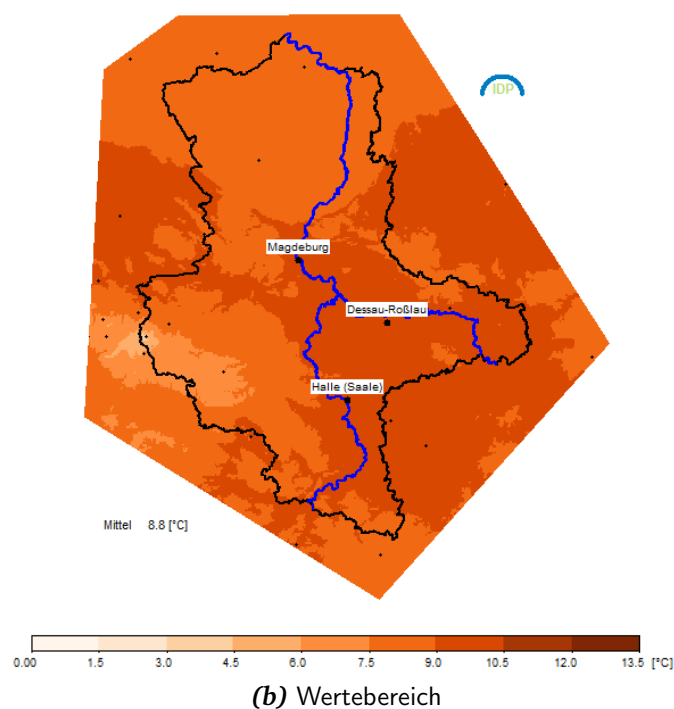 IDP
Magdeburg
Dessau-Roßlau
Halle (Saale)
Mittel 8.8 [°C]
0.00 1.5 3.0 4.5 6.0 7.5 9.0 10.5 12.0 13.5 [°C]
(b) Wertebereich